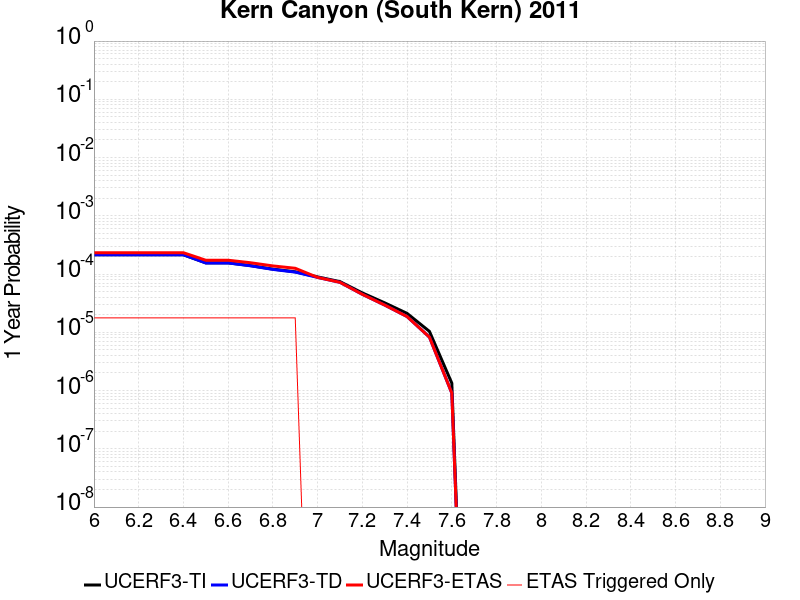 Kern Canyon (South Kern) 2011
10^0
10^-1
10^-2
10^-3
10^-4
10^-5
10^-6
10^-7
10^-8
1 Year Probability
6 6.2 6.4 6.6 6.8 7 7.2 7.4 7.6 7.8 8 8.2 8.4 8.6 8.8 9
Magnitude
UCERF3-TI UCERF3-TD UCERF3-ETAS ETAS Triggered Only